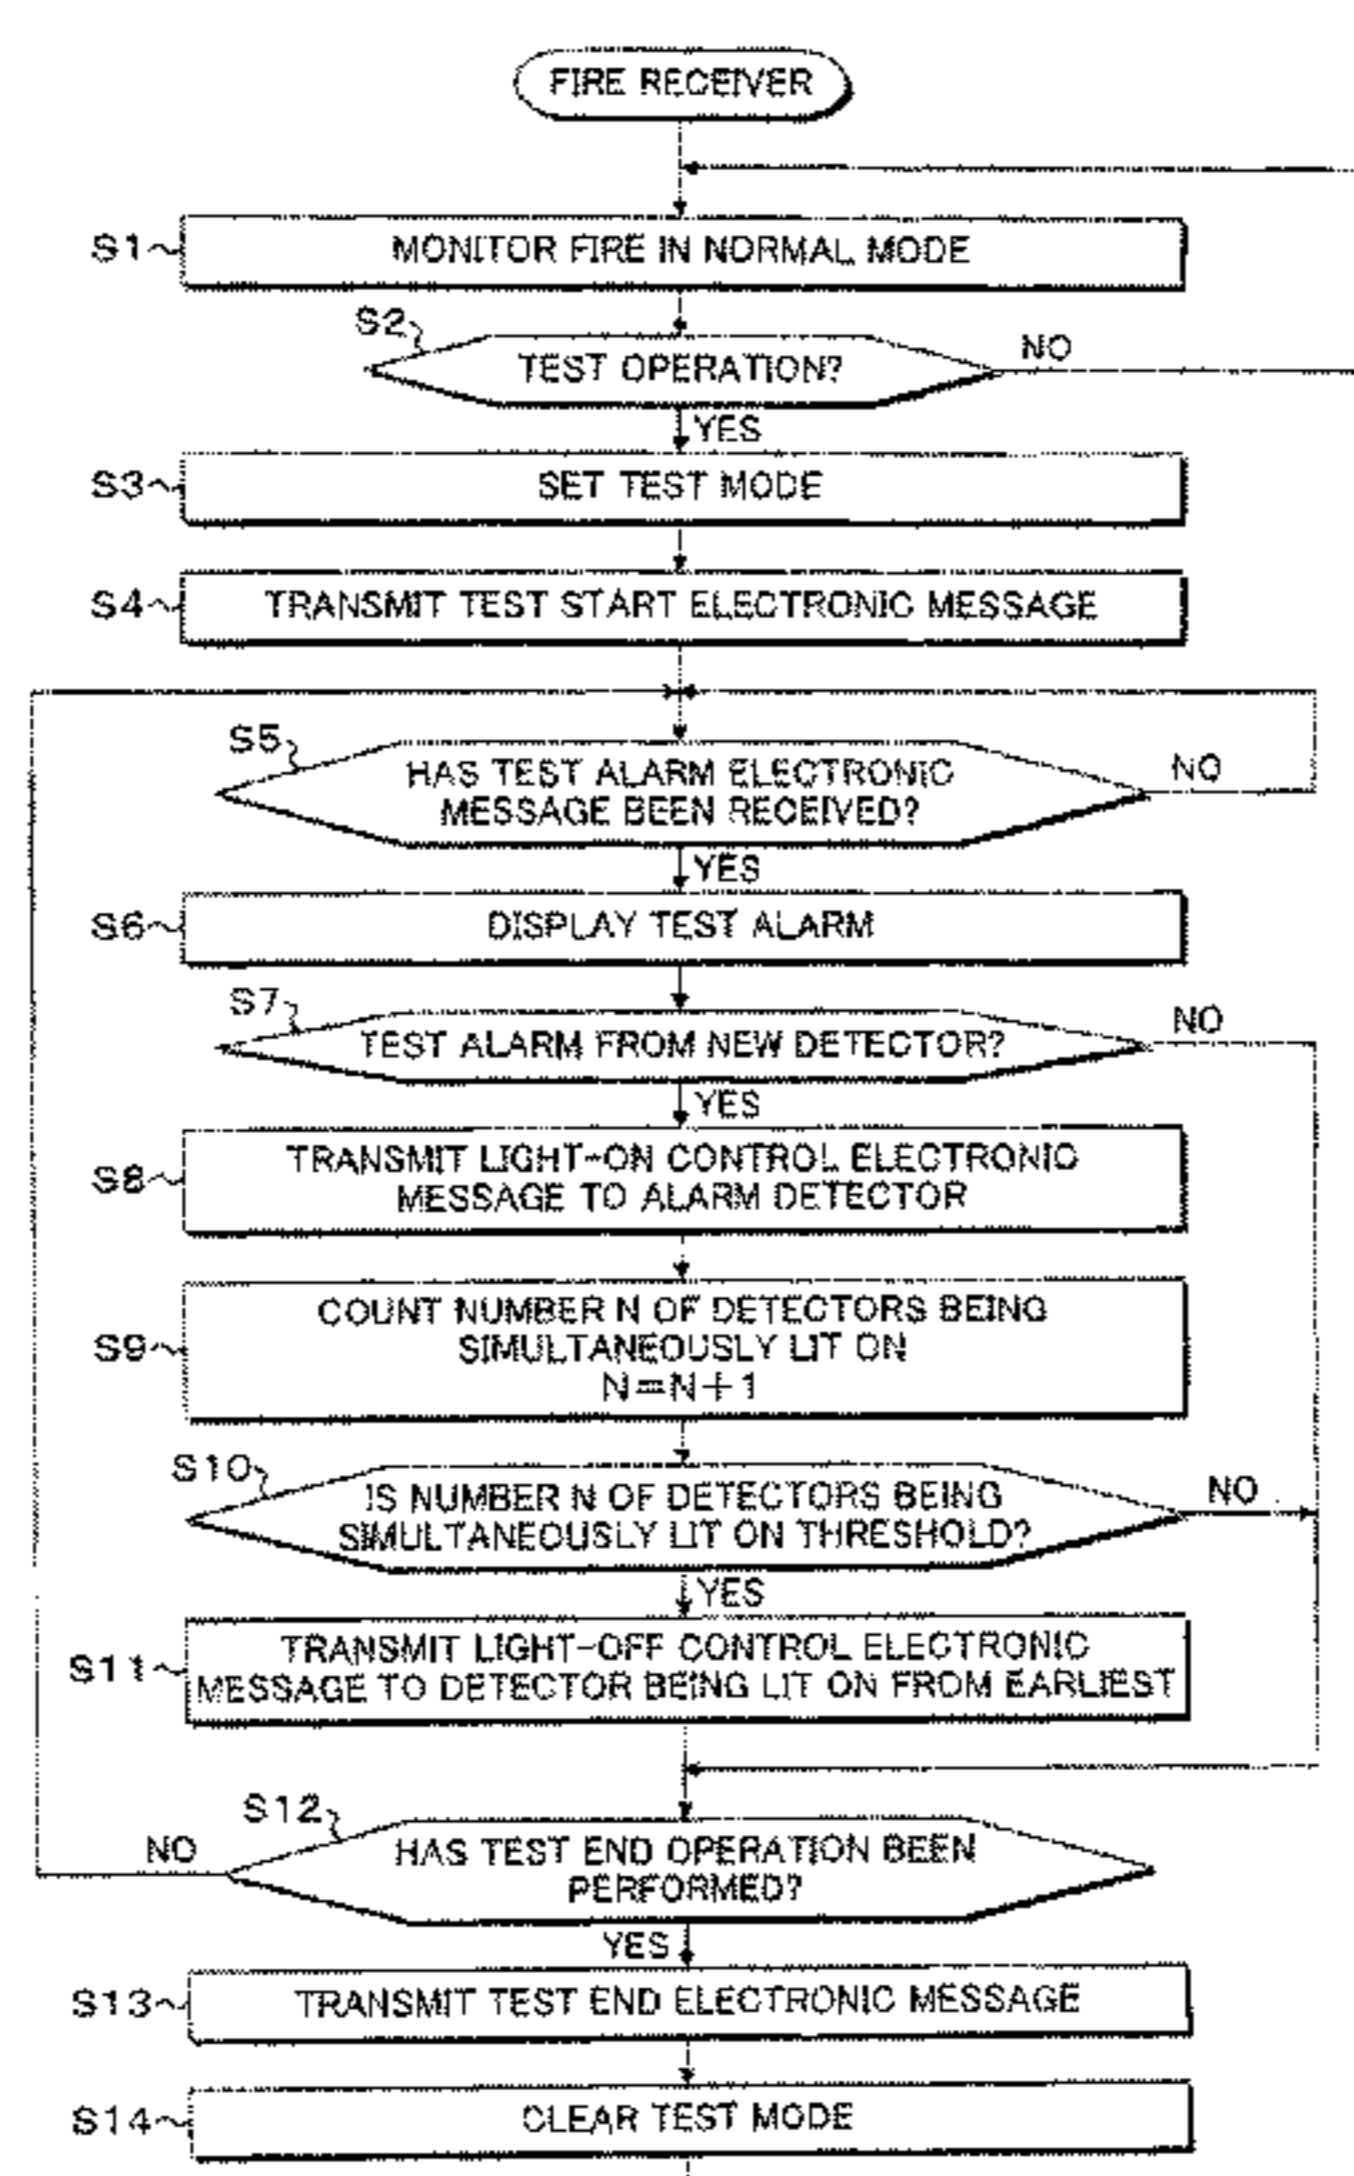 FIRE RECEIVER
S1
MONITOR FIRE IN NORMAL MODE
S2
TEST OPERATION?
NO
YES
S3
SET TEST MODE
S4
TRANSMIT TEST START ELECTRONIC MESSAGE
S5
HAS TEST ALARM ELECTRONIC
MESSAGE BEEN RECEIVED?
NO
YES
S6
DISPLAY TEST ALARM
S7
TEST ALARM FROM NEW DETECTOR?
NO
YES
S8
TRANSMIT LIGHT-ON CONTROL ELECTRONIC
MESSAGE TO ALARM DETECTOR
S9
COUNT NUMBER N OF DETECTORS BEING
SIMULTANEOUSLY LIT ON
N=N+1
S10
IS NUMBER N OF DETECTORS BEING
SIMULTANEOUSLY LIT ON THRESHOLD?
NO
YES
S11
TRANSMIT LIGHT-OFF CONTROL ELECTRONIC
MESSAGE TO DETECTOR BEING LIT ON FROM EARLIEST
S12
HAS TEST END OPERATION BEEN
PERFORMED?
NO
YES
S13
TRANSMIT TEST END ELECTRONIC MESSAGE
S14
CLEAR TEST MODE